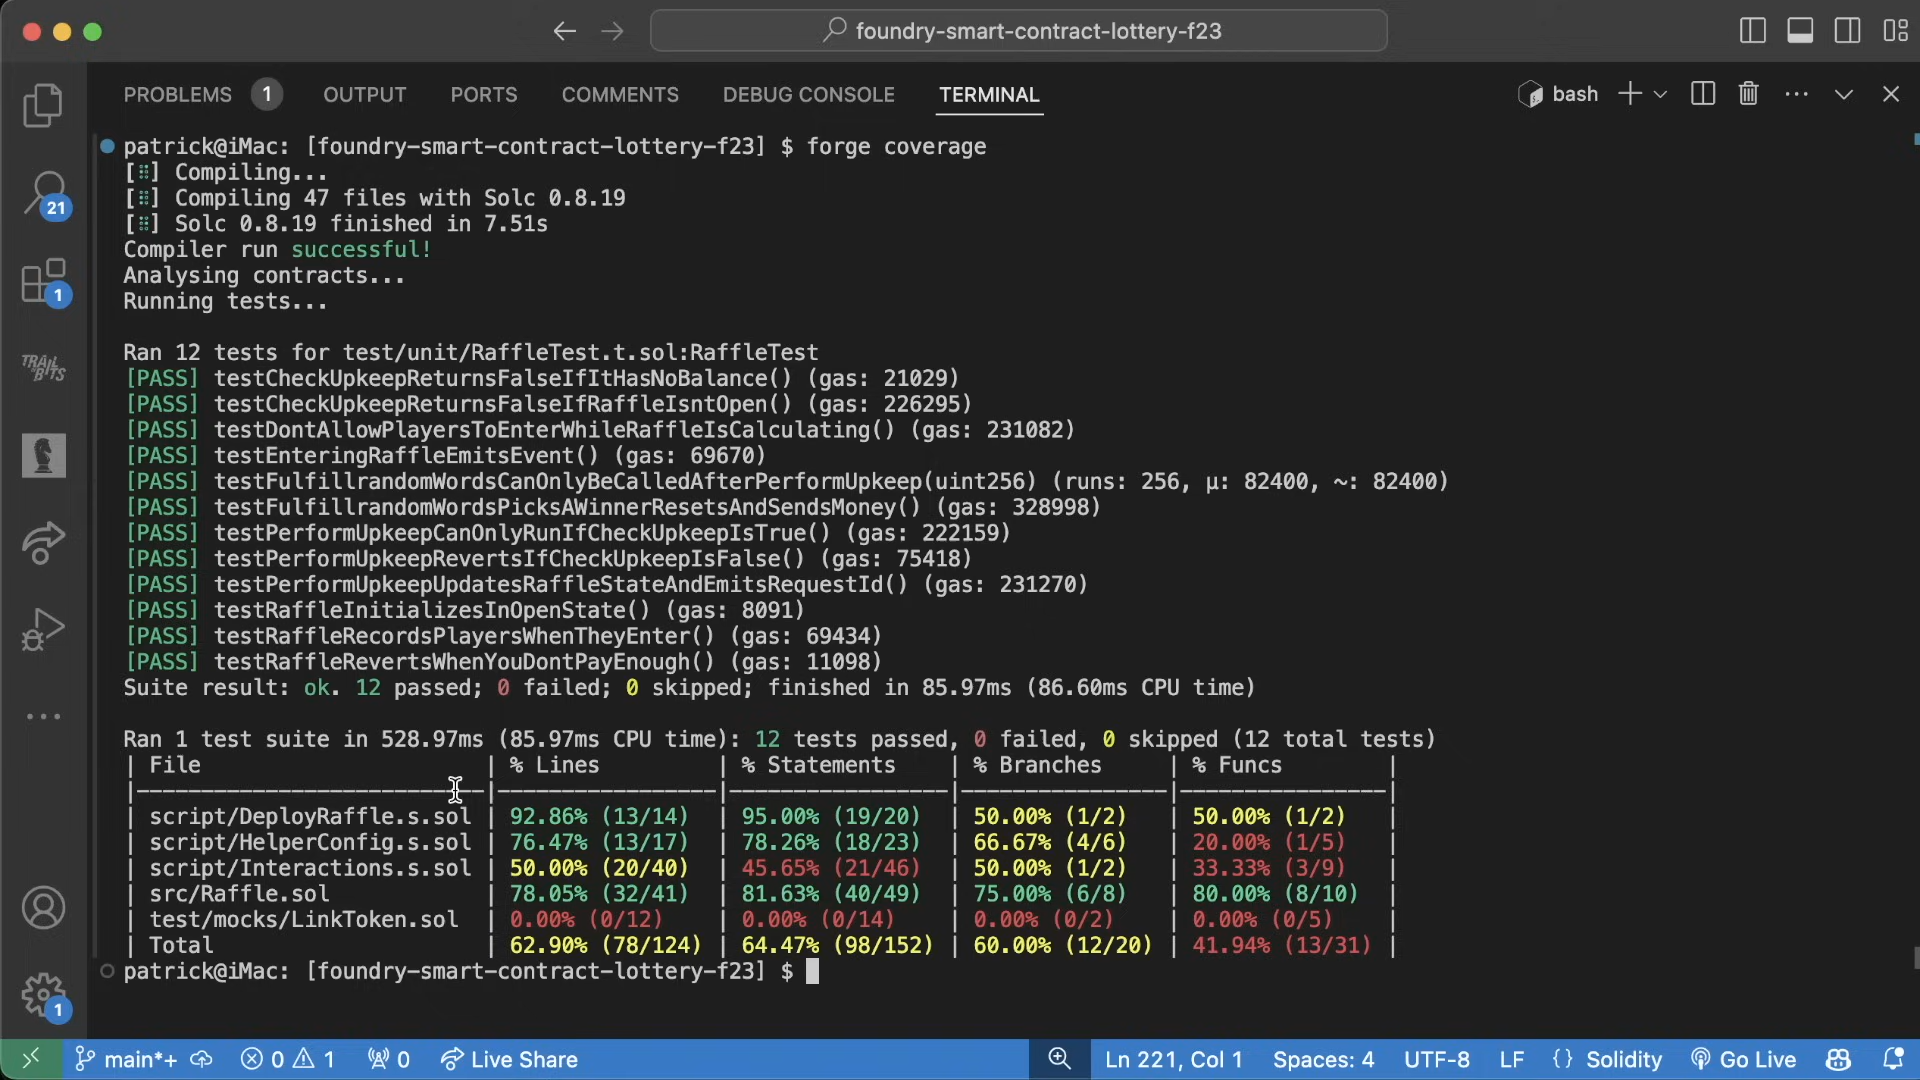 foundry-smart-contract-lottery-f23
PROBLEMS 1 OUTPUT PORTS COMMENTS DEBUG CONSOLE TERMINAL bash
patrick@iMac: [foundry-smart-contract-lottery-f23] $ forge coverage
[⠿] Compiling...
[⠿] Compiling 47 files with Solc 0.8.19
[⠿] Solc 0.8.19 finished in 7.51s
Compiler run successful!
Analysing contracts...
Running tests...
Ran 12 tests for test/unit/RaffleTest.t.sol:RaffleTest
[PASS] testCheckUpkeepReturnsFalseIfItHasNoBalance() (gas: 21029)
[PASS] testCheckUpkeepReturnsFalseIfRaffleIsntOpen() (gas: 226295)
[PASS] testDontAllowPlayersToEnterWhileRaffleIsCalculating() (gas: 231082)
[PASS] testEnteringRaffleEmitsEvent() (gas: 69670)
[PASS] testFulfillrandomWordsCanOnlyBeCalledAfterPerformUpkeep(uint256) (runs: 256, μ: 82400, ~: 82400)
[PASS] testFulfillrandomWordsPicksAWinnerResetsAndSendsMoney() (gas: 328998)
[PASS] testPerformUpkeepCanOnlyRunIfCheckUpkeepIsTrue() (gas: 222159)
[PASS] testPerformUpkeepRevertsIfCheckUpkeepIsFalse() (gas: 75418)
[PASS] testPerformUpkeepUpdatesRaffleStateAndEmitsRequestId() (gas: 231270)
[PASS] testRaffleInitializesInOpenState() (gas: 8091)
[PASS] testRaffleRecordsPlayersWhenTheyEnter() (gas: 69434)
[PASS] testRaffleRevertsWhenYouDontPayEnough() (gas: 11098)
Suite result: ok. 12 passed; 0 failed; 0 skipped; finished in 85.97ms (86.60ms CPU time)
Ran 1 test suite in 528.97ms (85.97ms CPU time): 12 tests passed, 0 failed, 0 skipped (12 total tests)
| File | % Lines | % Statements | % Branches | % Funcs |
| script/DeployRaffle.s.sol | 92.86% (13/14) | 95.00% (19/20) | 50.00% (1/2) | 50.00% (1/2) |
| script/HelperConfig.s.sol | 76.47% (13/17) | 78.26% (18/23) | 66.67% (4/6) | 20.00% (1/5) |
| script/Interactions.s.sol | 50.00% (20/40) | 45.65% (21/46) | 50.00% (1/2) | 33.33% (3/9) |
| src/Raffle.sol | 78.05% (32/41) | 81.63% (40/49) | 75.00% (6/8) | 80.00% (8/10) |
| test/mocks/LinkToken.sol | 0.00% (0/12) | 0.00% (0/14) | 0.00% (0/2) | 0.00% (0/5) |
| Total | 62.90% (78/124) | 64.47% (98/152) | 60.00% (12/20) | 41.94% (13/31) |
patrick@iMac: [foundry-smart-contract-lottery-f23] $
21
1
TRAIL
OF BITS
1
main*+ 0 1 0 Live Share Ln 221, Col 1 Spaces: 4 UTF-8 LF {} Solidity Go Live